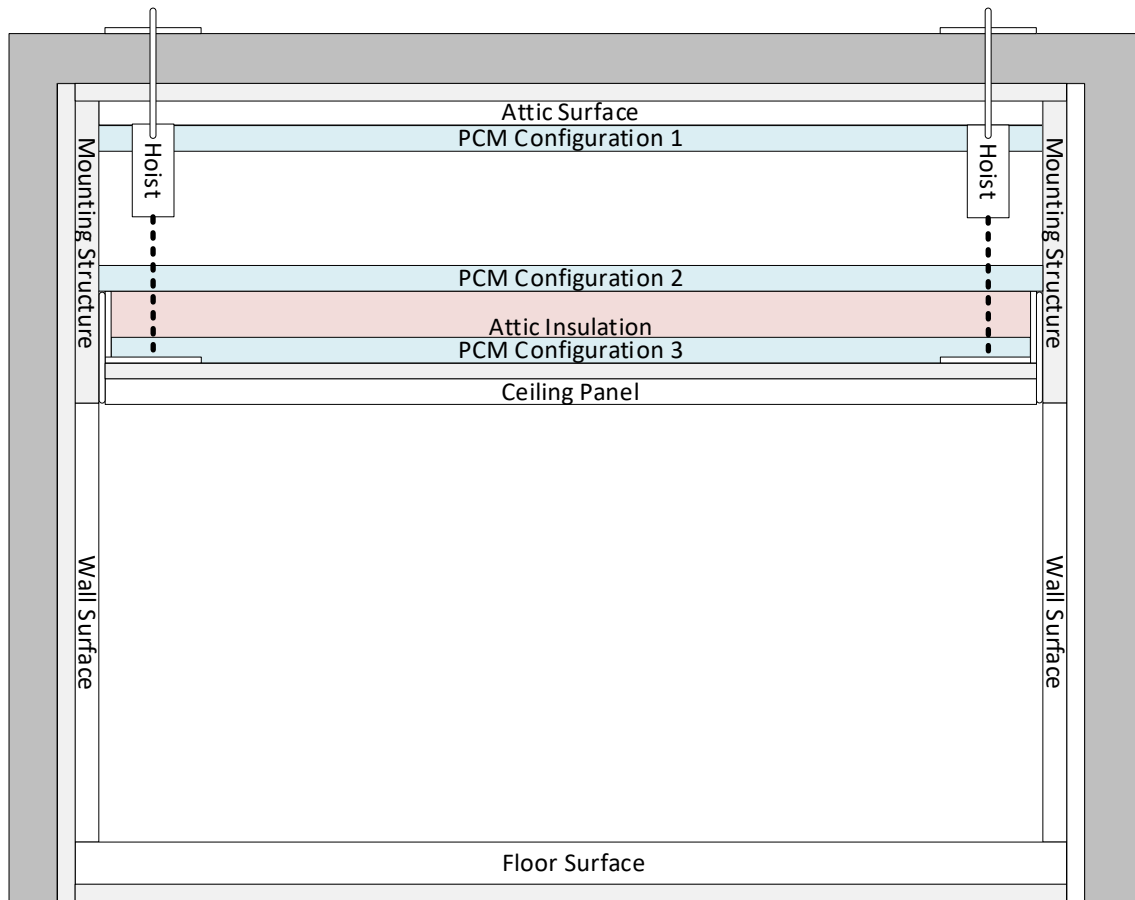 Attic Surface
PCM Configuration 1
Mounting Structure
Hoist
Hoist
Mounting Structure
PCM Configuration 2
Attic Insulation
PCM Configuration 3
Ceiling Panel
Wall Surface
Wall Surface
Floor Surface